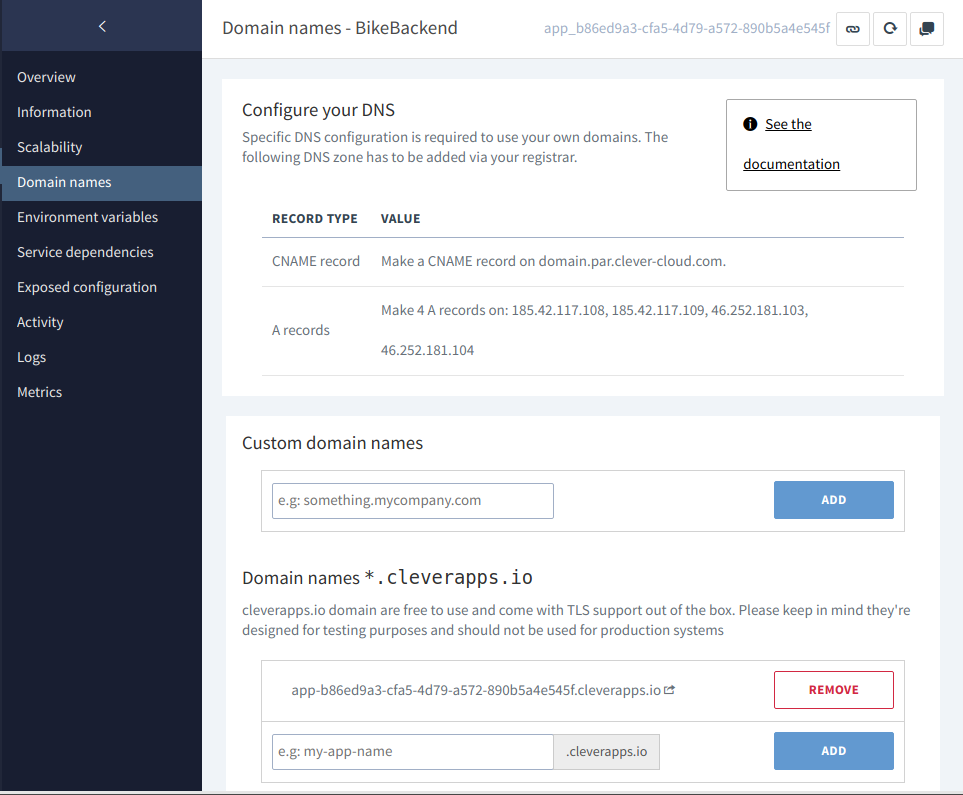 Domain names - BikeBackend
app_b86ed9a3-cfa5-4d79-a572-890b5a4e545f
Overview
Information
Scalability
Domain names
Environment variables
Service dependencies
Exposed configuration
Activity
Logs
Metrics
Configure your DNS
Specific DNS configuration is required to use your own domains. The
following DNS zone has to be added via your registrar.
See the
documentation
RECORD TYPE VALUE
CNAME record Make a CNAME record on domain.par.clever-cloud.com.
A records
Make 4 A records on: 185.42.117.108, 185.42.117.109, 46.252.181.103,
46.252.181.104
Custom domain names
e.g: something.mycompany.com
ADD
Domain names *.cleverapps.io
cleverapps.io domain are free to use and come with TLS support out of the box. Please keep in mind they're
designed for testing purposes and should not be used for production systems
app-b86ed9a3-cfa5-4d79-a572-890b5a4e545f.cleverapps.io
REMOVE
e.g: my-app-name
.cleverapps.io
ADD